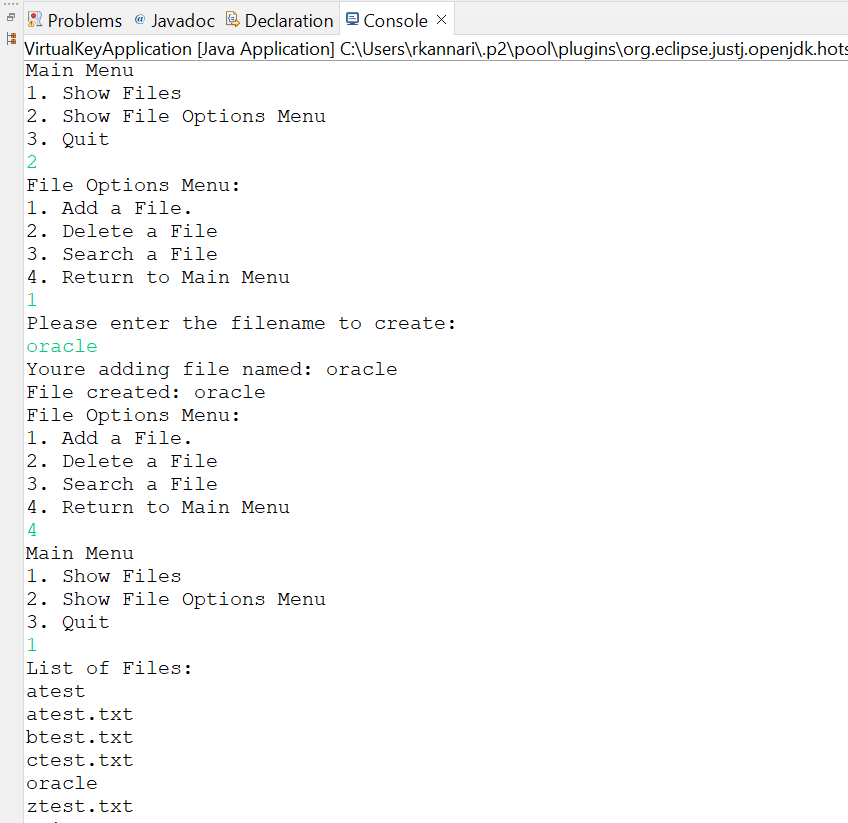 Problems @ Javadoc Declaration Console
VirtualKeyApplication [Java Application] C:\Users\rkannari\.p2\pool\plugins\org.eclipse.justj.openjdk.hots
Main Menu
1. Show Files
2. Show File Options Menu
3. Quit
2
File Options Menu:
1. Add a File.
2. Delete a File
3. Search a File
4. Return to Main Menu
1
Please enter the filename to create:
oracle
Youre adding file named: oracle
File created: oracle
File Options Menu:
1. Add a File.
2. Delete a File
3. Search a File
4. Return to Main Menu
4
Main Menu
1. Show Files
2. Show File Options Menu
3. Quit
1
List of Files:
atest
atest.txt
btest.txt
ctest.txt
oracle
ztest.txt